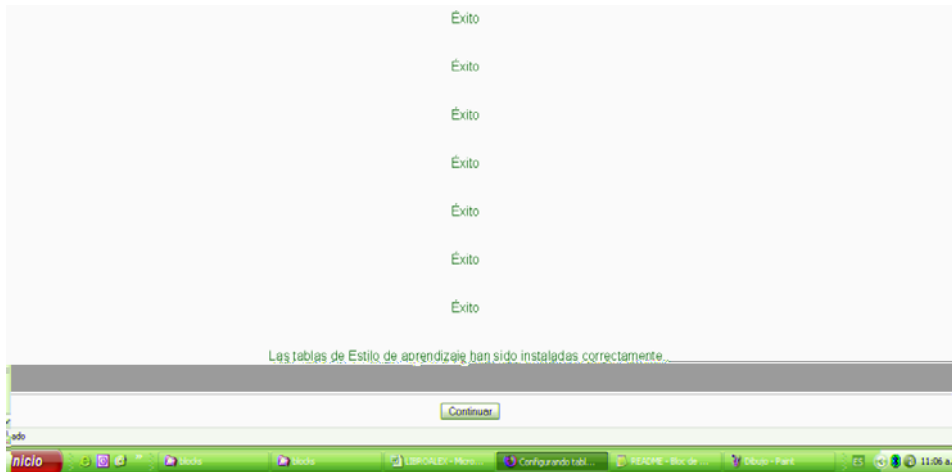 Éxito
Éxito
Éxito
Éxito
Éxito
Éxito
Éxito
Las tablas de Estilo de aprendizaje han sido instaladas correctamente..
Continuar
ado
nicio blocks blocks LIBROALEX - Micro... Configurando tabl... README - Bloc de ... Dibujo - Paint ES 11:06 a.